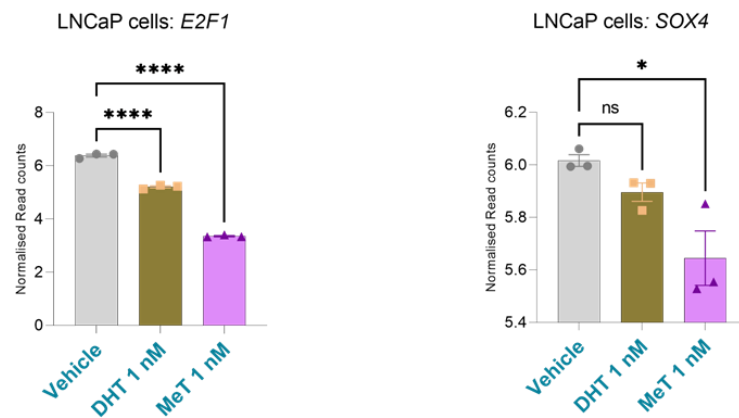 LNCaP cells: E2F1
****
****
Normalised Read counts
8
6
4
2
0
Vehicle
DHT 1 nM
MeT 1 nM
LNCaP cells: SOX4
*
ns
Normalised Read counts
6.2
6.0
5.8
5.6
5.4
Vehicle
DHT 1 nM
MeT 1 nM